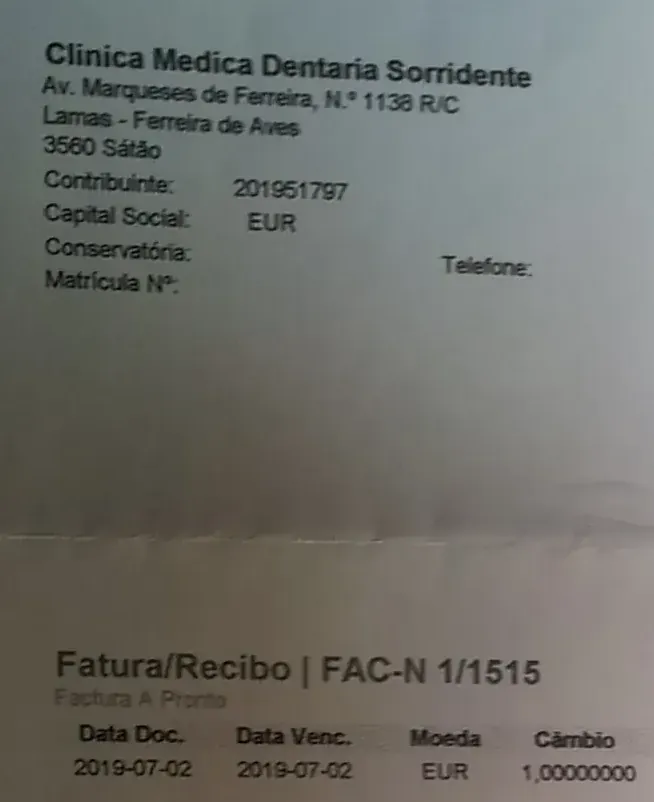 Clinica Medica Dentaria Sorridente
Av. Marqueses de Ferreira, N.º 1138 R/C
Lamas - Ferreira de Aves
3560 Sátão
Contribuinte: 201951797
Capital Social: EUR
Conservatória:
Telefone:
Matrícula Nº:
Fatura/Recibo | FAC-N 1/1515
Factura A Pronto
Data Doc. Data Venc. Moeda Câmbio
2019-07-02 2019-07-02 EUR 1,00000000